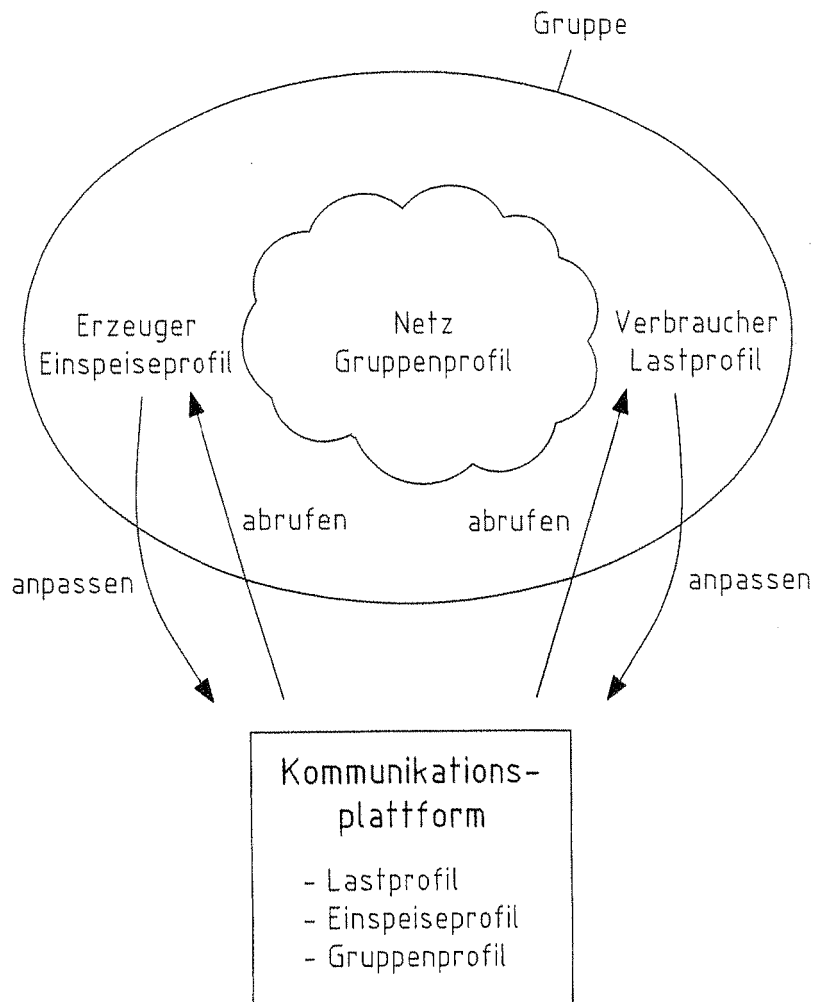 Gruppe
Erzeuger
Einspeiseprofil
Netz
Gruppenprofil
Verbraucher
Lastprofil
abrufen
abrufen
anpassen
anpassen
Kommunikations-
plattform
- Lastprofil
- Einspeiseprofil
- Gruppenprofil